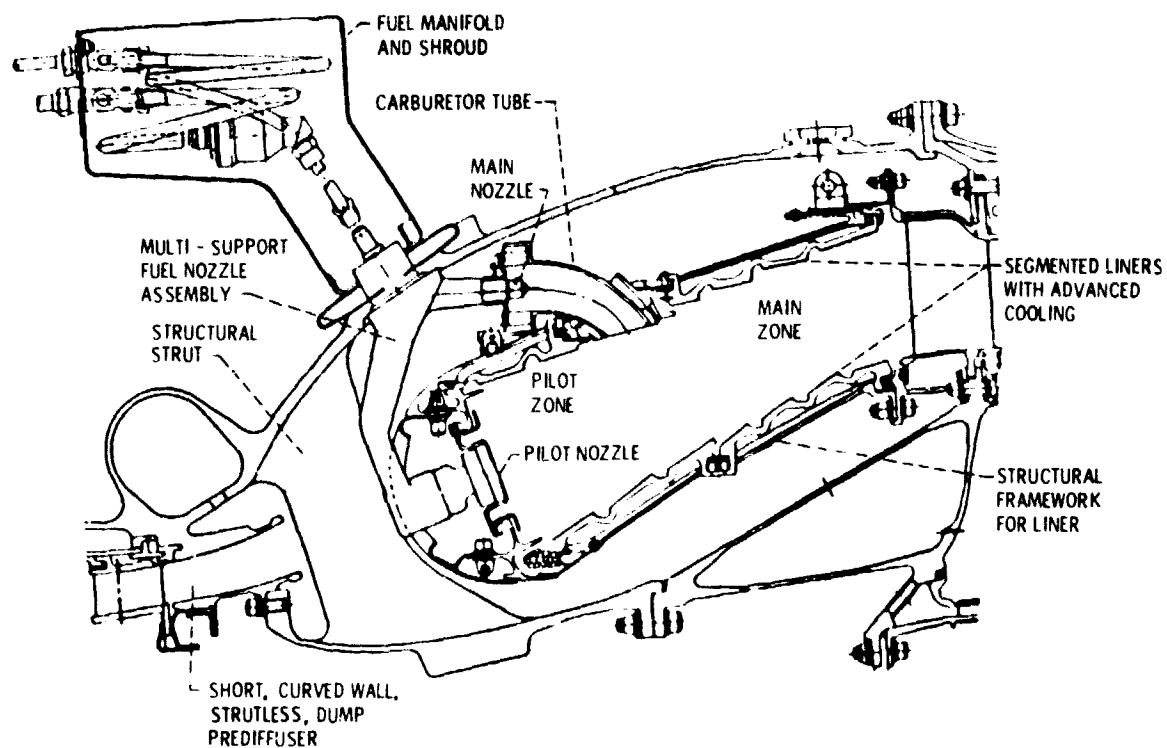 FUEL MANIFOLD
AND SHROUD
CARBURETOR TUBE
MAIN
NOZZLE
MULTI - SUPPORT
FUEL NOZZLE
ASSEMBLY
STRUCTURAL
STRUT
PILOT
ZONE
MAIN
ZONE
SEGMENTED LINERS
WITH ADVANCED
COOLING
PILOT NOZZLE
STRUCTURAL
FRAMEWORK
FOR LINER
SHORT, CURVED WALL,
STRUTLESS, DUMP
PREDIFFUSER